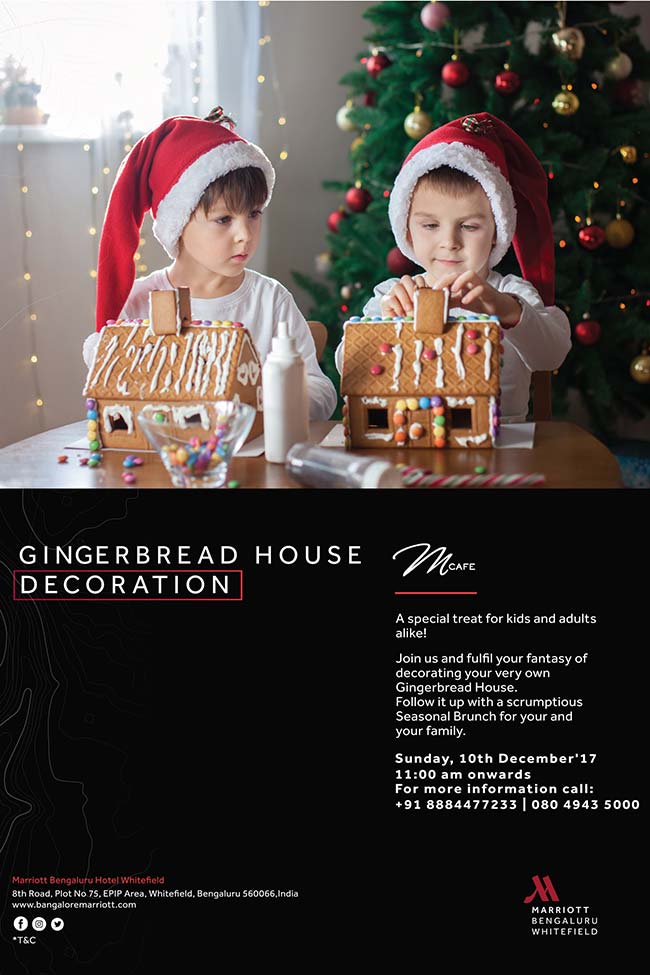 GINGERBREAD HOUSE
DECORATION
M CAFE
A special treat for kids and adults
alike!
Join us and fulfil your fantasy of
decorating your very own
Gingerbread House.
Follow it up with a scrumptious
Seasonal Brunch for your and
your family.
Sunday, 10th December'17
11:00 am onwards
For more information call:
+91 8884477233 | 080 4943 5000
Marriott Bengaluru Hotel Whitefield
8th Road, Plot No 75, EPIP Area, Whitefield, Bengaluru 560066,India
www.bangaloremarriott.com
*T&C
MARRIOTT
BENGALURU
WHITEFIELD